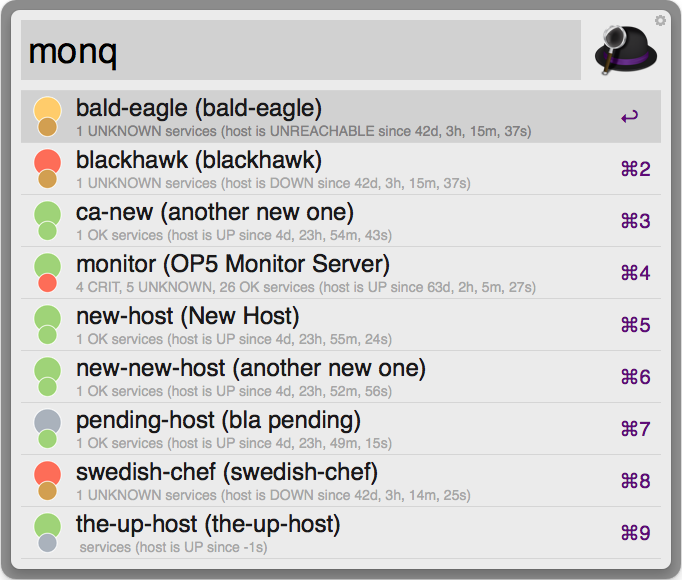 monq
bald-eagle (bald-eagle)
1 UNKNOWN services (host is UNREACHABLE since 42d, 3h, 15m, 37s)
↩
blackhawk (blackhawk)
1 UNKNOWN services (host is DOWN since 42d, 3h, 15m, 37s)
⌘2
ca-new (another new one)
1 OK services (host is UP since 4d, 23h, 54m, 43s)
⌘3
monitor (OP5 Monitor Server)
4 CRIT, 5 UNKNOWN, 26 OK services (host is UP since 63d, 2h, 5m, 27s)
⌘4
new-host (New Host)
1 OK services (host is UP since 4d, 23h, 55m, 24s)
⌘5
new-new-host (another new one)
1 OK services (host is UP since 4d, 23h, 52m, 56s)
⌘6
pending-host (bla pending)
1 OK services (host is UP since 4d, 23h, 49m, 15s)
⌘7
swedish-chef (swedish-chef)
1 UNKNOWN services (host is DOWN since 42d, 3h, 14m, 25s)
⌘8
the-up-host (the-up-host)
services (host is UP since -1s)
⌘9